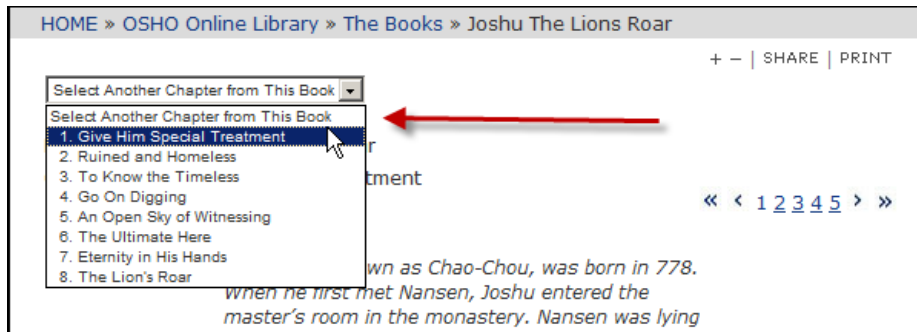 HOME » OSHO Online Library » The Books » Joshu The Lions Roar
+ – | SHARE | PRINT
Select Another Chapter from This Book
Select Another Chapter from This Book
1. Give Him Special Treatment
2. Ruined and Homeless
3. To Know the Timeless
4. Go On Digging
5. An Open Sky of Witnessing
6. The Ultimate Here
7. Eternity in His Hands
8. The Lion's Roar
r
tment
« ‹ 1 2 3 4 5 › »
wn as Chao-Chou, was born in 778.
When he first met Nansen, Joshu entered the
master's room in the monastery. Nansen was lying